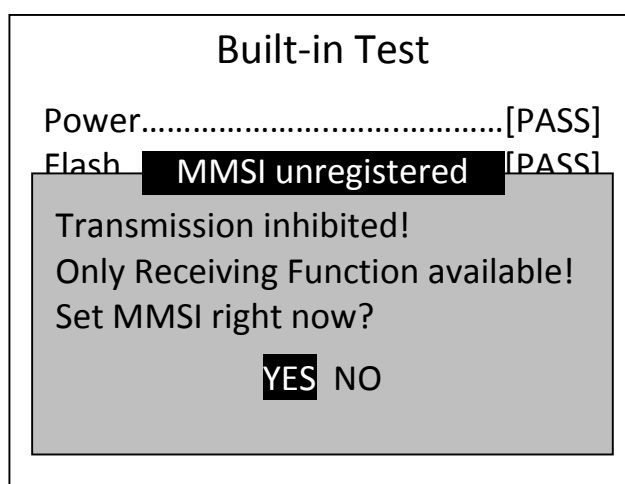 Built-in Test
Power……………………………………[PASS]
Flash [PASS]
MMSI unregistered
Transmission inhibited!
Only Receiving Function available!
Set MMSI right now?
YES NO